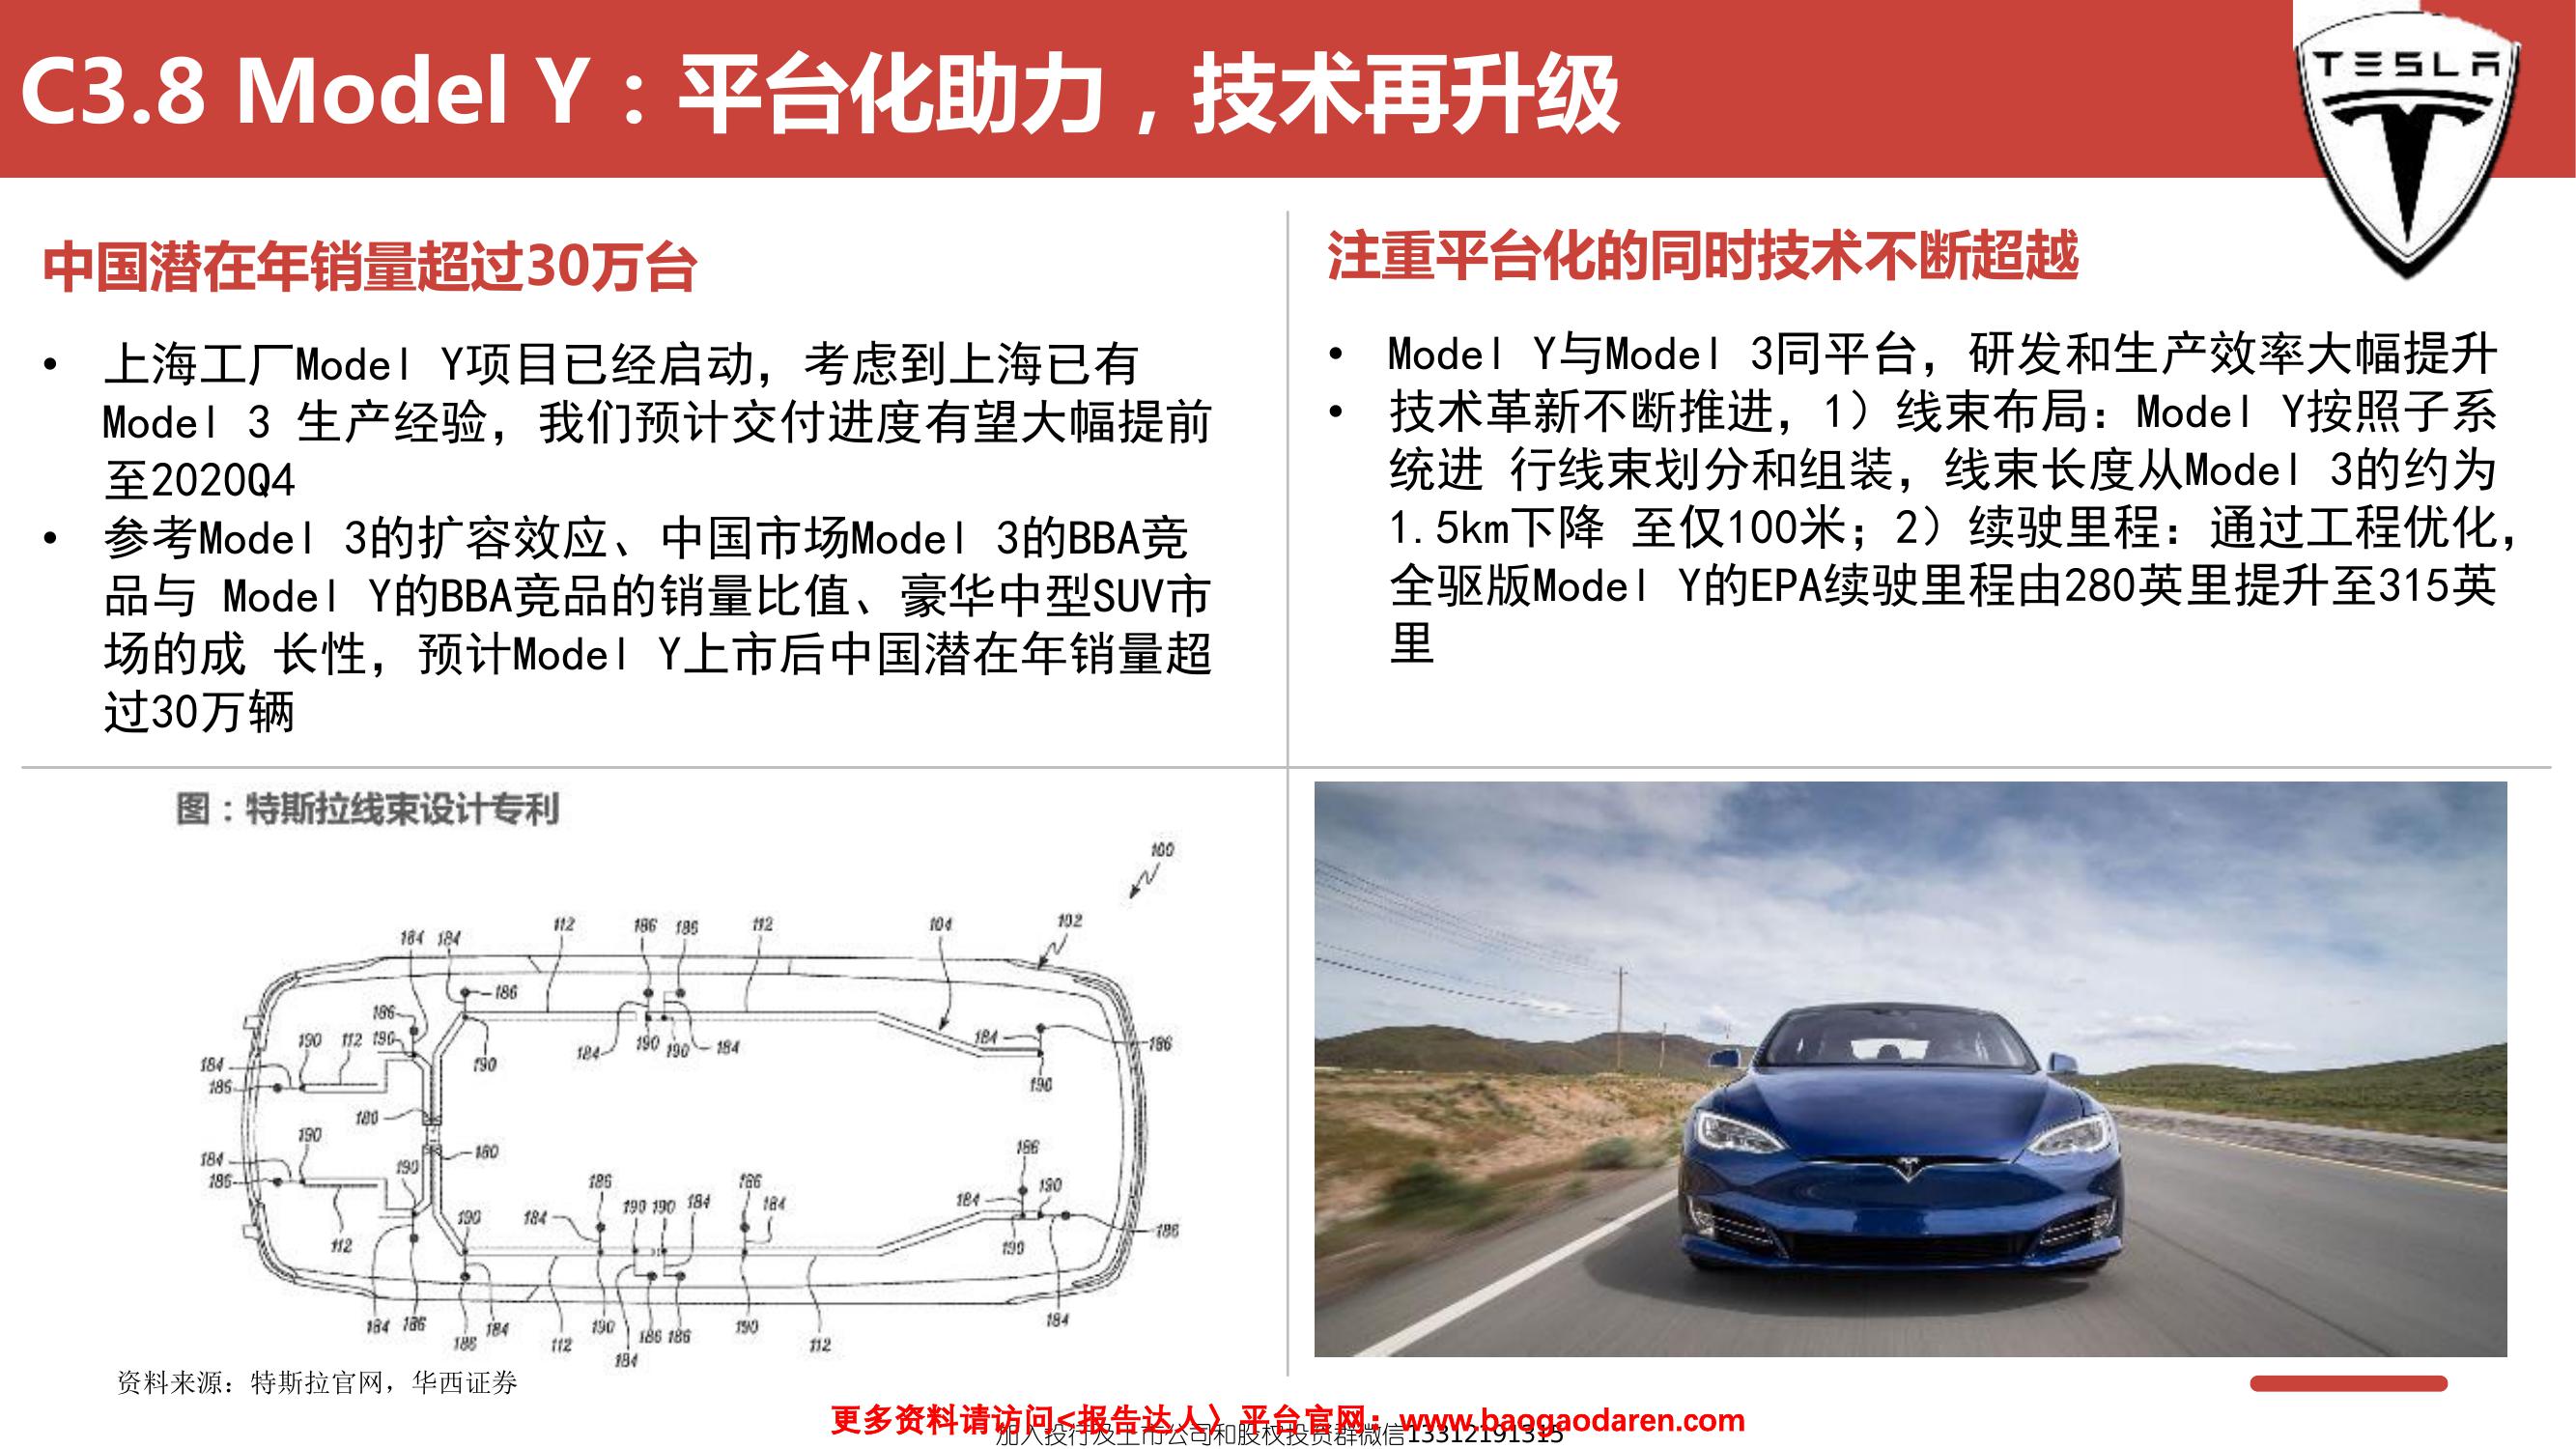 C3.8 Model Y：平台化助力，技术再升级
TESLA
中国潜在年销量超过30万台
• 上海工厂Model Y项目已经启动，考虑到上海已有
Model 3 生产经验，我们预计交付进度有望大幅提前
至2020Q4
• 参考Model 3的扩容效应、中国市场Model 3的BBA竞
品与 Model Y的BBA竞品的销量比值、豪华中型SUV市
场的成 长性，预计Model Y上市后中国潜在年销量超
过30万辆
注重平台化的同时技术不断超越
• Model Y与Model 3同平台，研发和生产效率大幅提升
• 技术革新不断推进，1）线束布局：Model Y按照子系
统进 行线束划分和组装，线束长度从Model 3的约为
1.5km下降 至仅100米；2）续驶里程：通过工程优化，
全驱版Model Y的EPA续驶里程由280英里提升至315英
里
图：特斯拉线束设计专利
100
112 186 186 112 104 102
184 184
186
186
190 112 190
184
186
190
184 190 190 184
184
186
190
180
190
180
184
186
190
112
190
184
186
190 190 184
186
184
186
184
190
190
186
184 186
186 184
112
190
184
186 186
190
112
184
资料来源：特斯拉官网，华西证券
更多资料请访问<报告达人〉平台官网：www.baogaodaren.com
加入投行及上市公司和股权投资群微信13312191315